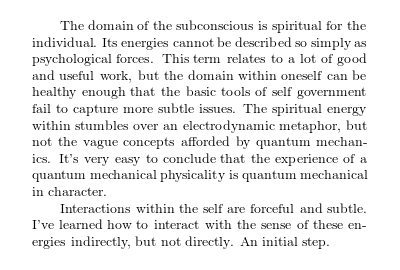 The domain of the subconscious is spiritual for the
individual. Its energies cannot be described so simply as
psychological forces. This term relates to a lot of good
and useful work, but the domain within oneself can be
healthy enough that the basic tools of self government
fail to capture more subtle issues. The spiritual energy
within stumbles over an electrodynamic metaphor, but
not the vague concepts afforded by quantum mechan-
ics. It's very easy to conclude that the experience of a
quantum mechanical physicality is quantum mechanical
in character.
Interactions within the self are forceful and subtle.
I've learned how to interact with the sense of these en-
ergies indirectly, but not directly. An initial step.